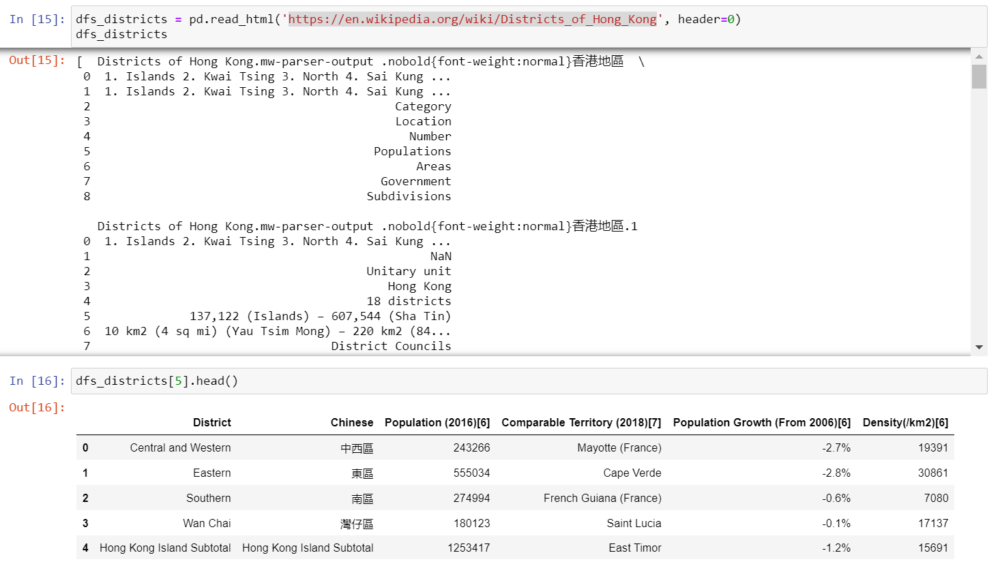 In [15]: dfs_districts = pd.read_html('https://en.wikipedia.org/wiki/Districts_of_Hong_Kong', header=0)
dfs_districts
Out[15]: [ Districts of Hong Kong.mw-parser-output .nobold{font-weight:normal}香港地區 \
0 1. Islands 2. Kwai Tsing 3. North 4. Sai Kung ...
1 1. Islands 2. Kwai Tsing 3. North 4. Sai Kung ...
2 Category
3 Location
4 Number
5 Populations
6 Areas
7 Government
8 Subdivisions
Districts of Hong Kong.mw-parser-output .nobold{font-weight:normal}香港地區.1
0 1. Islands 2. Kwai Tsing 3. North 4. Sai Kung ...
1 NaN
2 Unitary unit
3 Hong Kong
4 18 districts
5 137,122 (Islands) – 607,544 (Sha Tin)
6 10 km2 (4 sq mi) (Yau Tsim Mong) – 220 km2 (84...
7 District Councils
In [16]: dfs_districts[5].head()
Out[16]:
District Chinese Population (2016)[6] Comparable Territory (2018)[7] Population Growth (From 2006)[6] Density(/km2)[6]
0 Central and Western 中西區 243266 Mayotte (France) -2.7% 19391
1 Eastern 東區 555034 Cape Verde -2.8% 30861
2 Southern 南區 274994 French Guiana (France) -0.6% 7080
3 Wan Chai 灣仔區 180123 Saint Lucia -0.1% 17137
4 Hong Kong Island Subtotal Hong Kong Island Subtotal 1253417 East Timor -1.2% 15691